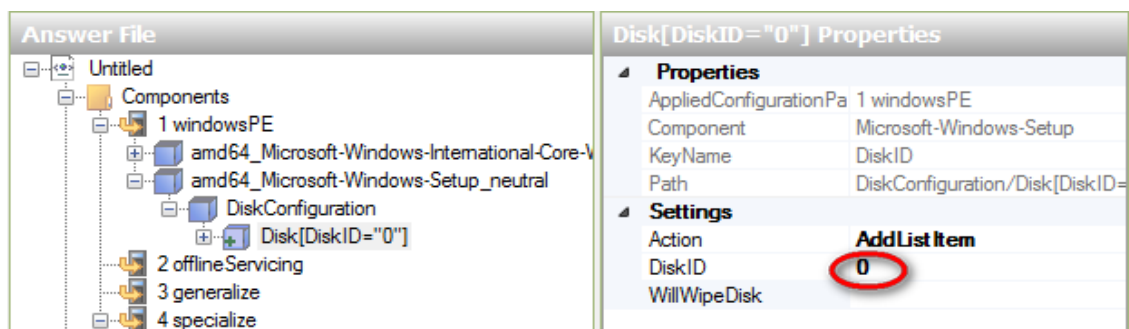 Answer File
Untitled
Components
1 windowsPE
amd64_Microsoft-Windows-International-Core-W
amd64_Microsoft-Windows-Setup_neutral
DiskConfiguration
Disk[DiskID="0"]
2 offlineServicing
3 generalize
4 specialize
Disk[DiskID="0"] Properties
Properties
AppliedConfigurationPa 1 windowsPE
Component Microsoft-Windows-Setup
KeyName DiskID
Path DiskConfiguration/Disk[DiskID=
Settings
Action AddListItem
DiskID 0
WillWipeDisk